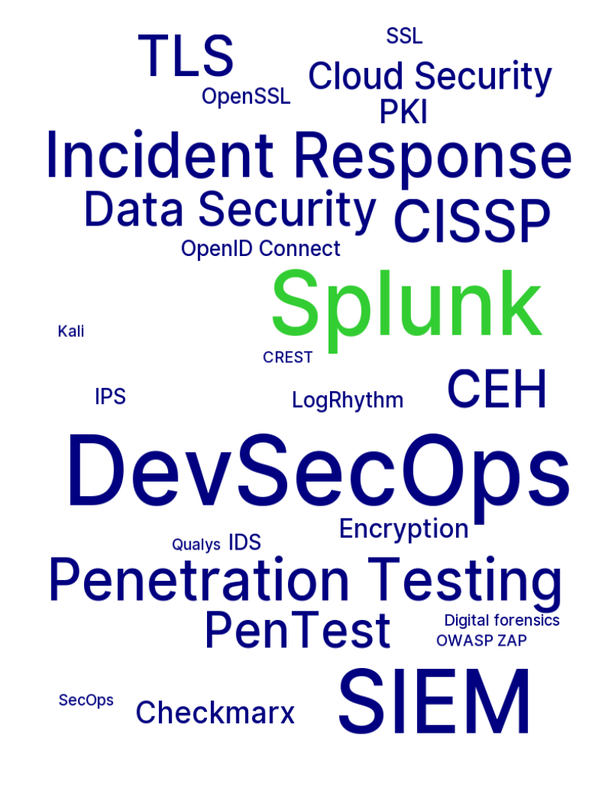 SSL
TLS
Cloud Security
OpenSSL
PKI
Incident Response
Data Security
CISSP
OpenID Connect
Splunk
Kali
CREST
CEH
IPS
LogRhythm
DevSecOps
Encryption
Qualys IDS
Penetration Testing
PenTest
Digital forensics
OWASP ZAP
SIEM
SecOps
Checkmarx